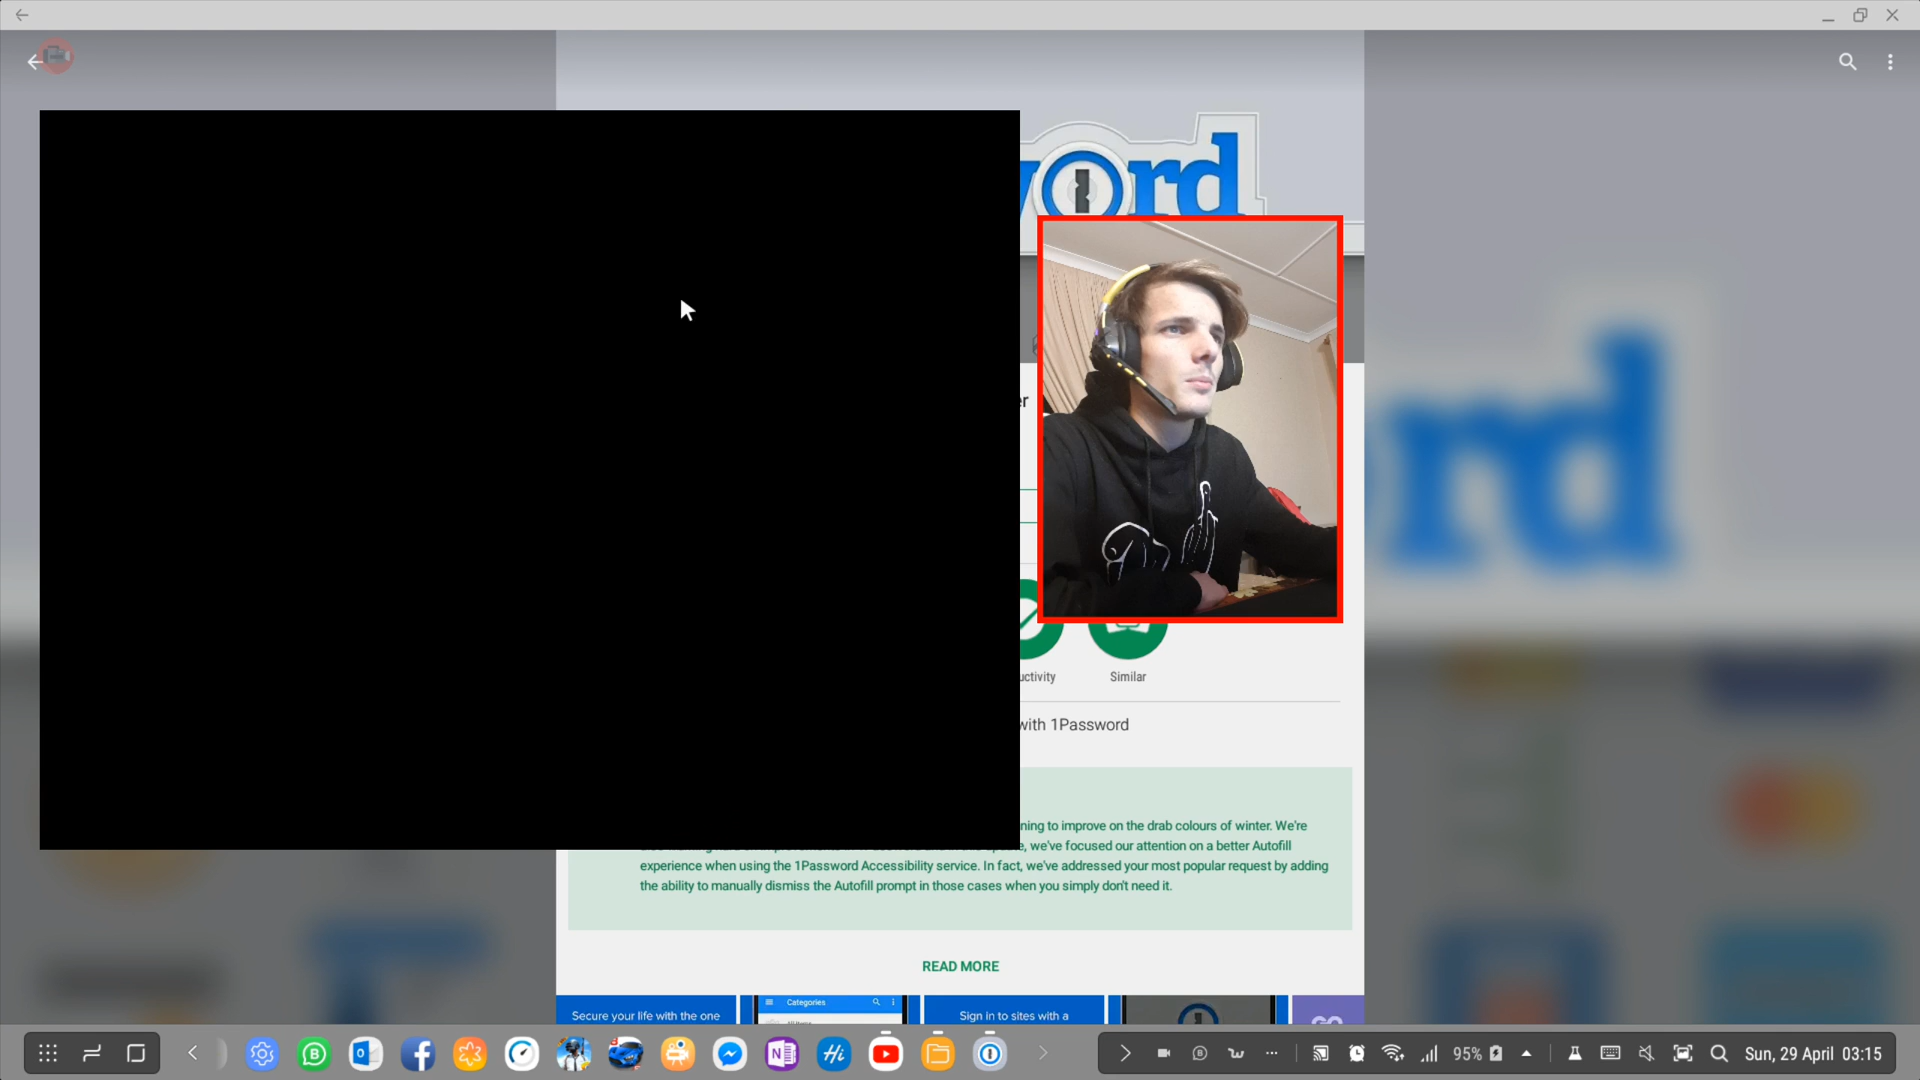 ord
er
uctivity
Similar
with 1Password
ning to improve on the drab colours of winter. We're
, we've focused our attention on a better Autofill
experience when using the 1Password Accessibility service. In fact, we've addressed your most popular request by adding
the ability to manually dismiss the Autofill prompt in those cases when you simply don't need it.
READ MORE
Secure your life with the one
Categories
Sign in to sites with a
95%
Sun, 29 April 03:15